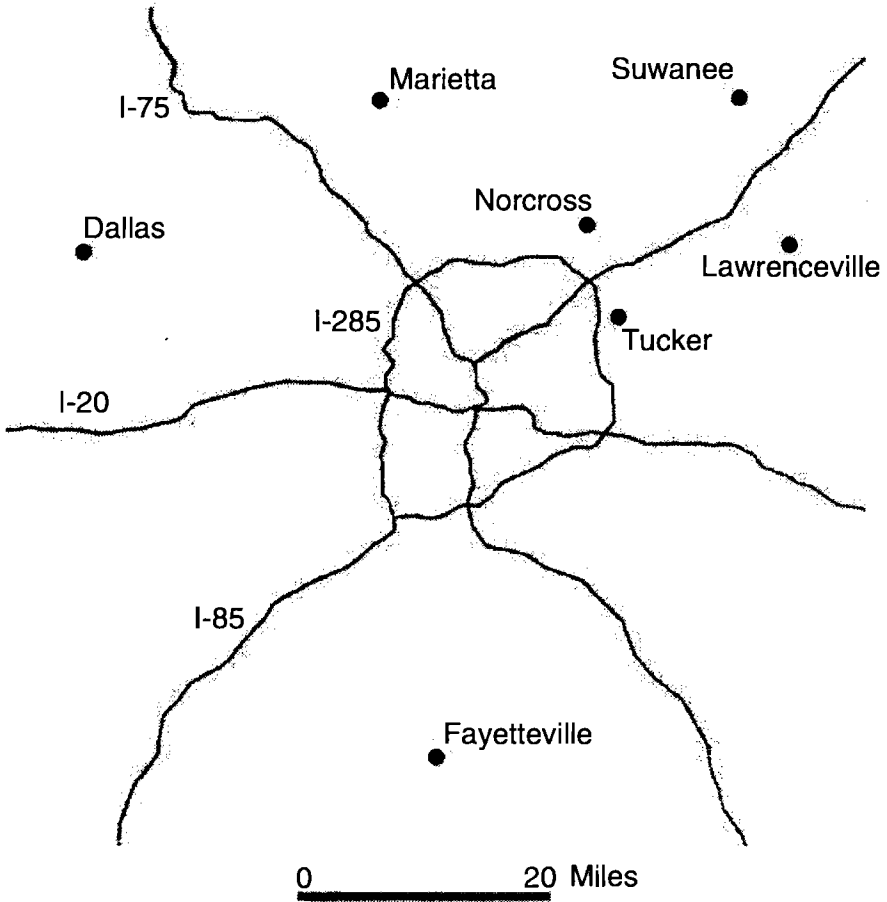 Marietta
Suwanee
I-75
Norcross
Dallas
Lawrenceville
I-285
Tucker
I-20
I-85
Fayetteville
0 20 Miles